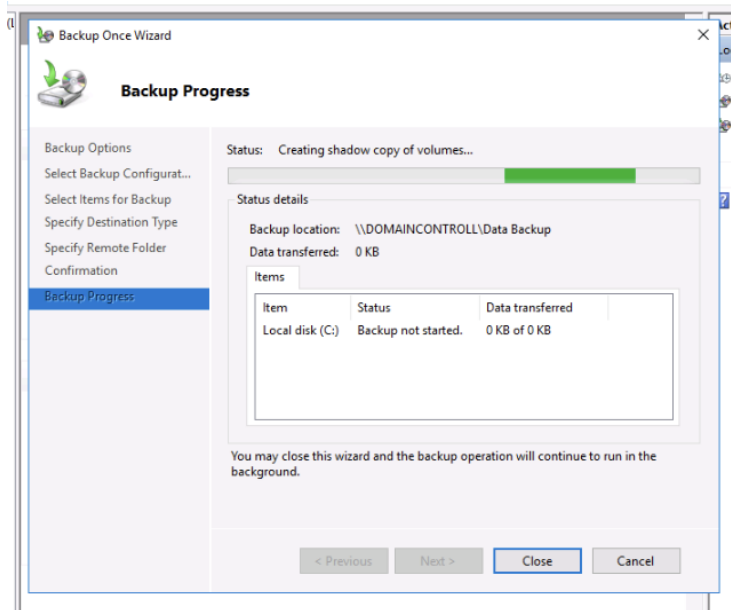 Backup Once Wizard
Backup Progress
Backup Options
Select Backup Configurat...
Select Items for Backup
Specify Destination Type
Specify Remote Folder
Confirmation
Backup Progress
Status: Creating shadow copy of volumes...
Status details
Backup location: \\DOMAINCONTROLL\Data Backup
Data transferred: 0 KB
Items
Item Status Data transferred
Local disk (C:) Backup not started. 0 KB of 0 KB
You may close this wizard and the backup operation will continue to run in the
background.
< Previous Next > Close Cancel